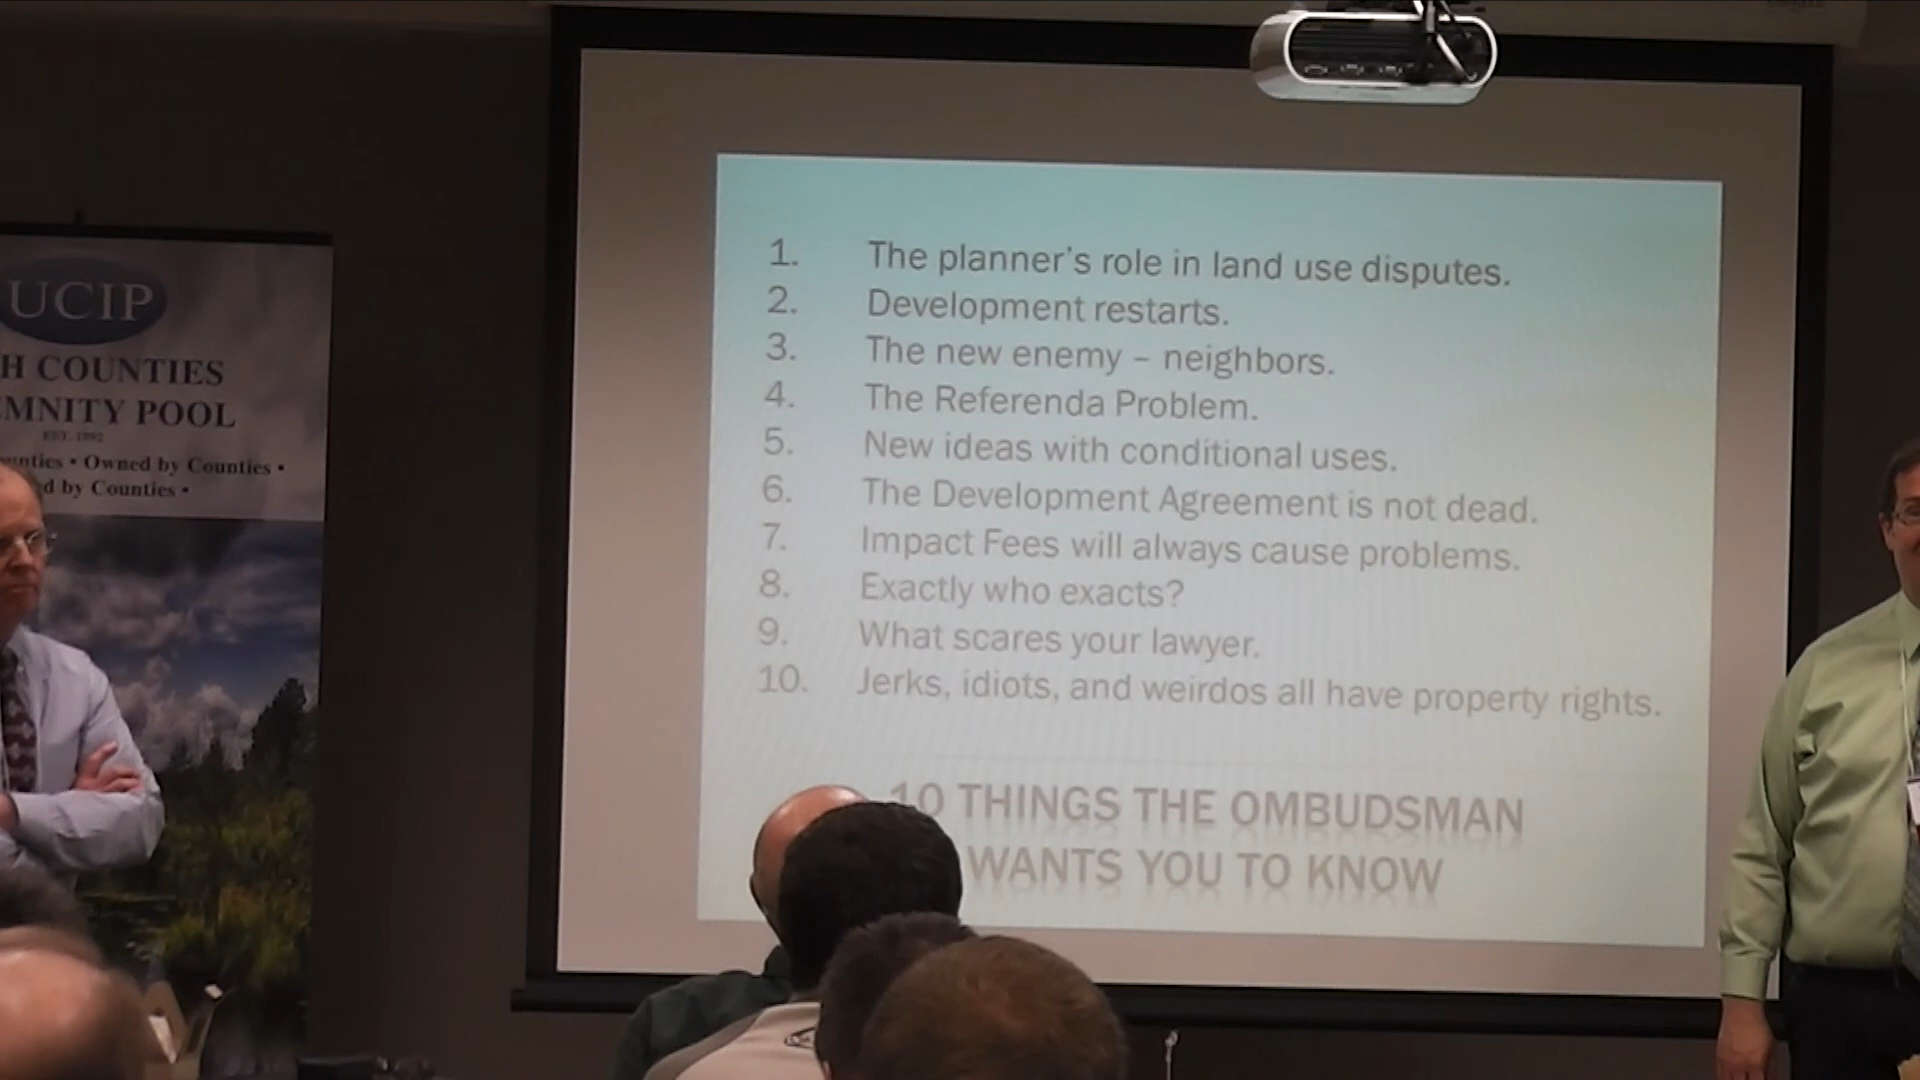 UCIP
H COUNTIES
MNITY POOL
EST. 1992
unties • Owned by Counties •
d by Counties •
1. The planner's role in land use disputes.
2. Development restarts.
3. The new enemy – neighbors.
4. The Referenda Problem.
5. New ideas with conditional uses.
6. The Development Agreement is not dead.
7. Impact Fees will always cause problems.
8. Exactly who exacts?
9. What scares your lawyer.
10. Jerks, idiots, and weirdos all have property rights.
10 THINGS THE OMBUDSMAN
WANTS YOU TO KNOW